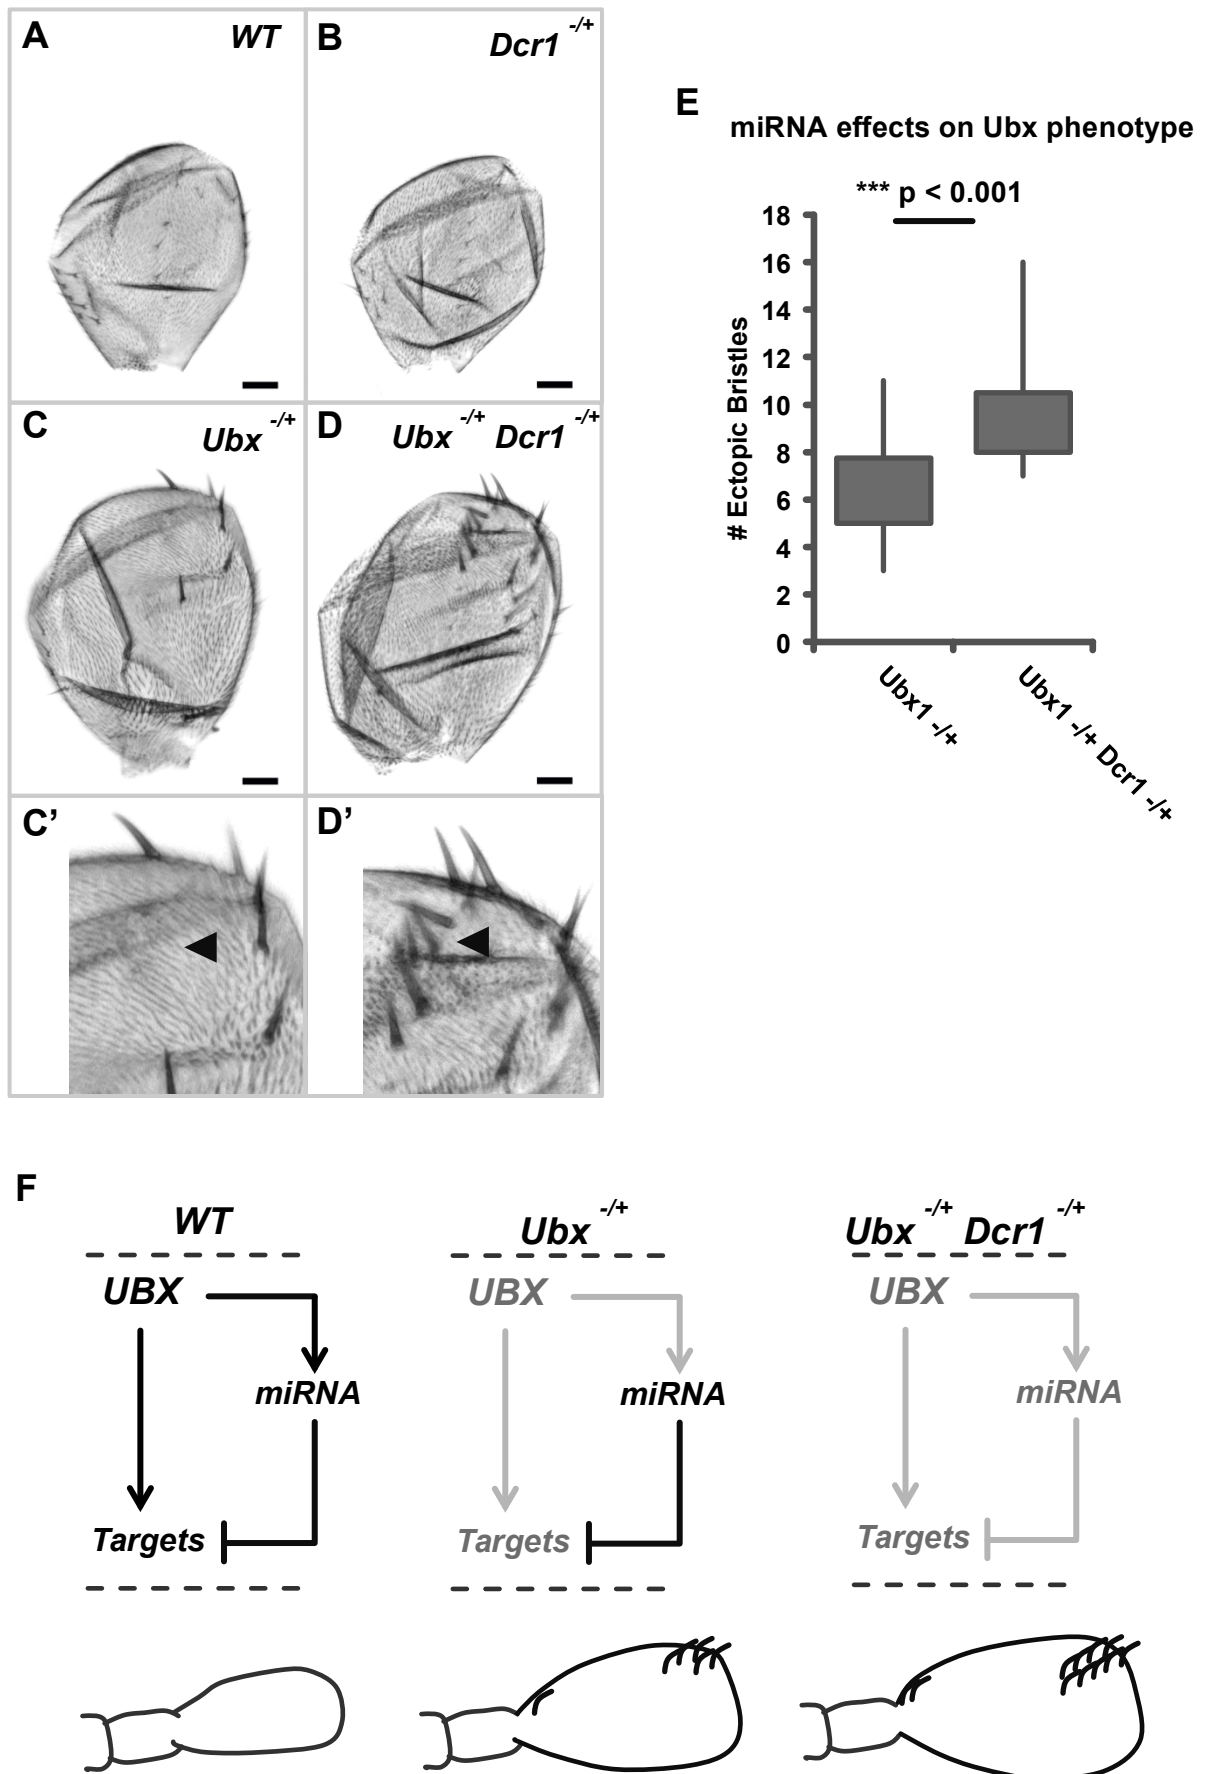 A WT
B Dcr1 -/+
C Ubx -/+
D Ubx -/+ Dcr1 -/+
C’
D’
E
miRNA effects on Ubx phenotype
*** p < 0.001
# Ectopic Bristles
18
16
14
12
10
8
6
4
2
0
Ubx1 -/+
Ubx1 -/+ Dcr1 -/+
F
WT
UBX
miRNA
Targets
Ubx -/+
UBX
miRNA
Targets
Ubx -/+ Dcr1 -/+
UBX
miRNA
Targets